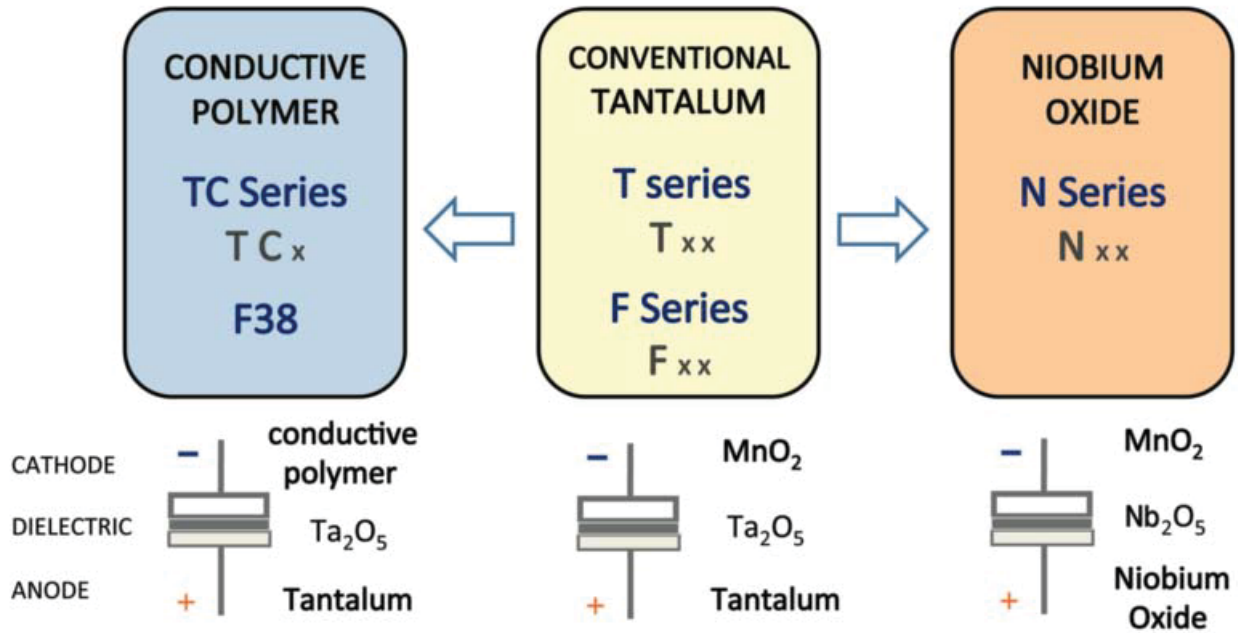 CONDUCTIVE
POLYMER
TC Series
T C x
F38
CONVENTIONAL
TANTALUM
T series
T x x
F Series
F x x
NIOBIUM
OXIDE
N Series
N x x
CATHODE
DIELECTRIC
ANODE
−
conductive
polymer
Ta₂O₅
+
Tantalum
−
MnO₂
Ta₂O₅
+
Tantalum
−
MnO₂
Nb₂O₅
+
Niobium
Oxide